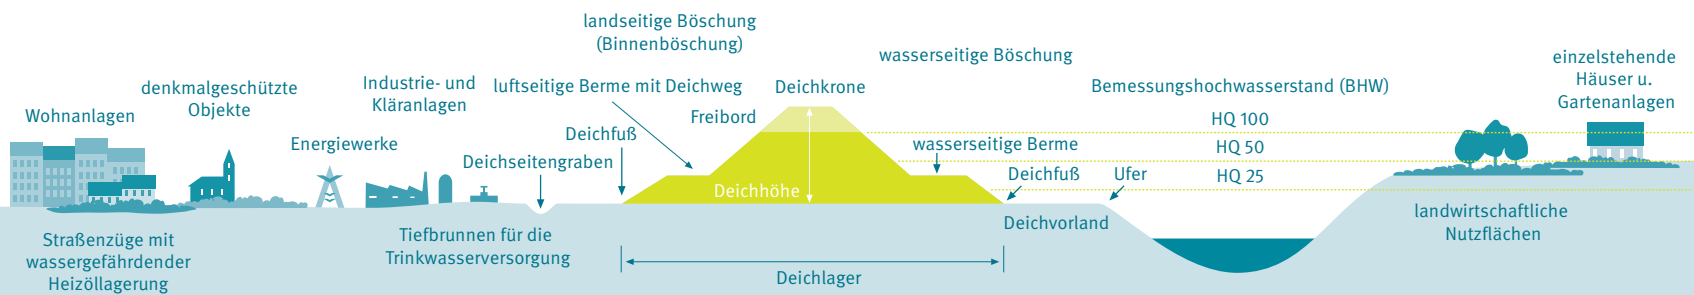 landseitige Böschung
(Binnenböschung)
wasserseitige Böschung
einzelstehende
Häuser u.
Gartenanlagen
denkmalgeschützte
Objekte
Industrie- und
Kläranlagen
luftseitige Berme mit Deichweg
Deichkrone
Bemessungshochwasserstand (BHW)
Wohnanlagen
Freibord
HQ 100
Energiewerke
Deichfuß
wasserseitige Berme
HQ 50
Deichseitengraben
Deichhöhe
Deichfuß
Ufer
HQ 25
Straßenzüge mit
wassergefährdender
Heizöllagerung
Tiefbrunnen für die
Trinkwasserversorgung
Deichvorland
landwirtschaftliche
Nutzflächen
Deichlager